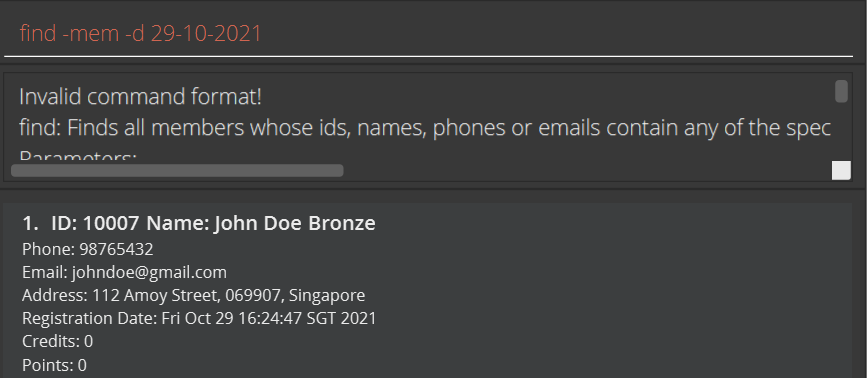 find -mem -d 29-10-2021
Invalid command format!
find: Finds all members whose ids, names, phones or emails contain any of the spec
Parameters:
1. ID: 10007 Name: John Doe Bronze
Phone: 98765432
Email: johndoe@gmail.com
Address: 112 Amoy Street, 069907, Singapore
Registration Date: Fri Oct 29 16:24:47 SGT 2021
Credits: 0
Points: 0